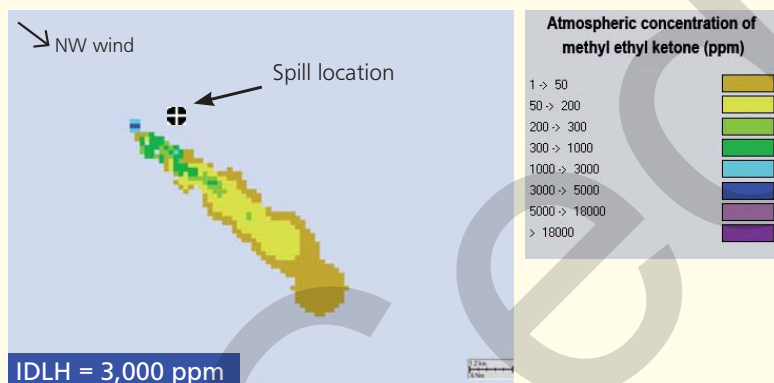 NW wind
Spill location
IDLH = 3,000 ppm
Atmospheric concentration of
methyl ethyl ketone (ppm)
1 -> 50
50 -> 200
200 -> 300
300 -> 1000
1000 -> 3000
3000 -> 5000
5000 -> 18000
> 18000